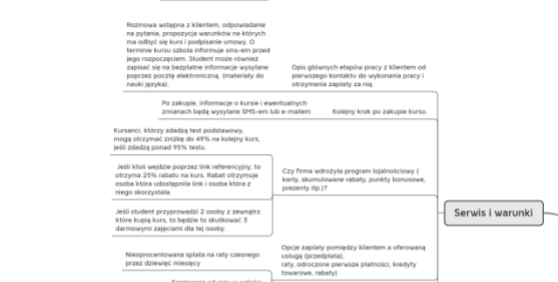 Rozmowa wstępna z klientem, odpowiadanie
na pytania, propozycja warunków na których
ma odbyć się kurs i podpisanie umowy. O
terminie kursu szkoła informuje sms-em przed
jego rozpoczęciem. Student może również
zapisać się na bezpłatne informacje wysyłane
poprzez pocztę elektroniczną. (materiały do
nauki języka).
Opis głównych etapów pracy z klientem od
pierwszego kontaktu do wykonania pracy i
otrzymania zapłaty za nią.
Po zakupie, informacje o kursie i ewentualnych
zmianach będą wysyłane SMS-em lub e-mailem
Kolejny krok po zakupie kursu.
Kursanci, którzy zdadzą test podstawowy,
mogą otrzymać zniżkę do 49% na kolejny kurs,
jeśli zdadzą ponad 95% testu.
Jeśli ktoś wejdzie poprzez link referencyjny, to
otrzyma 25% rabatu na kurs. Rabat otrzymuje
osoba która udostępniła link i osoba która z
niego skorzystała.
Jeśli student przyprowadzi 2 osoby z zewnątrz
które kupią kurs, to będzie to skutkować 3
darmowymi zajęciami dla tej osoby.
Czy firma wdrożyła program lojalnościowy (
karty, skumulowane rabaty, punkty bonusowe,
prezenty itp.)?
Serwis i warunki
Nieoprocentowana spłata na raty czesnego
przez dziewięć miesięcy
Opcje zapłaty pomiędzy klientem a oferowaną
usługą (przedpłata),
raty, odroczone pierwsze płatności, kredyty
towarowe, rabaty)